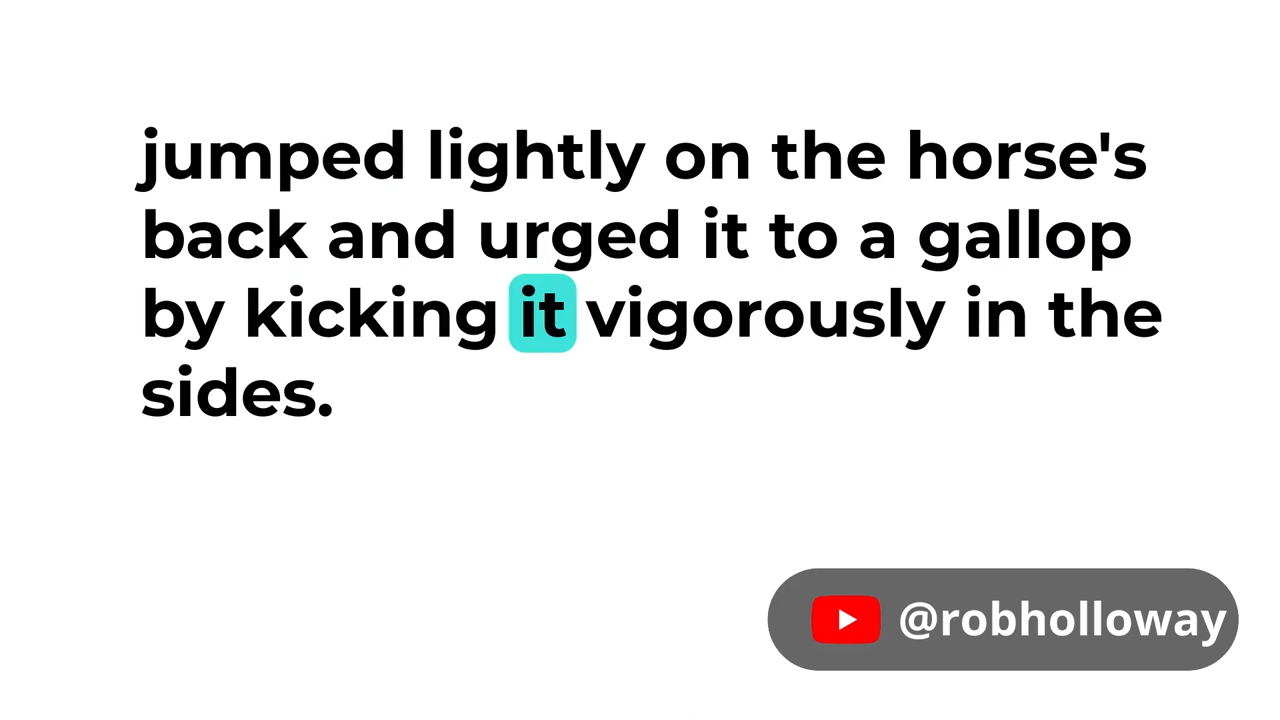 jumped lightly on the horse's
back and urged it to a gallop
by kicking it vigorously in the
sides.
@robholloway